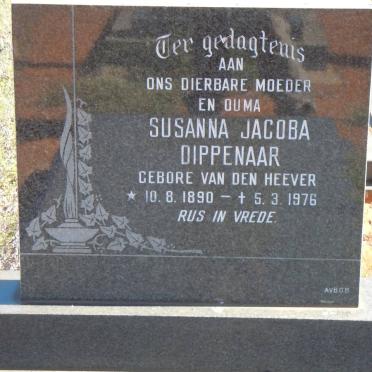 Ter gedagtenis
AAN
ONS DIERBARE MOEDER
EN OUMA
SUSANNA JACOBA
DIPPENAAR
GEBORE VAN DEN HEEVER
* 10.8.1890 – † 5.3.1976
RUS IN VREDE.